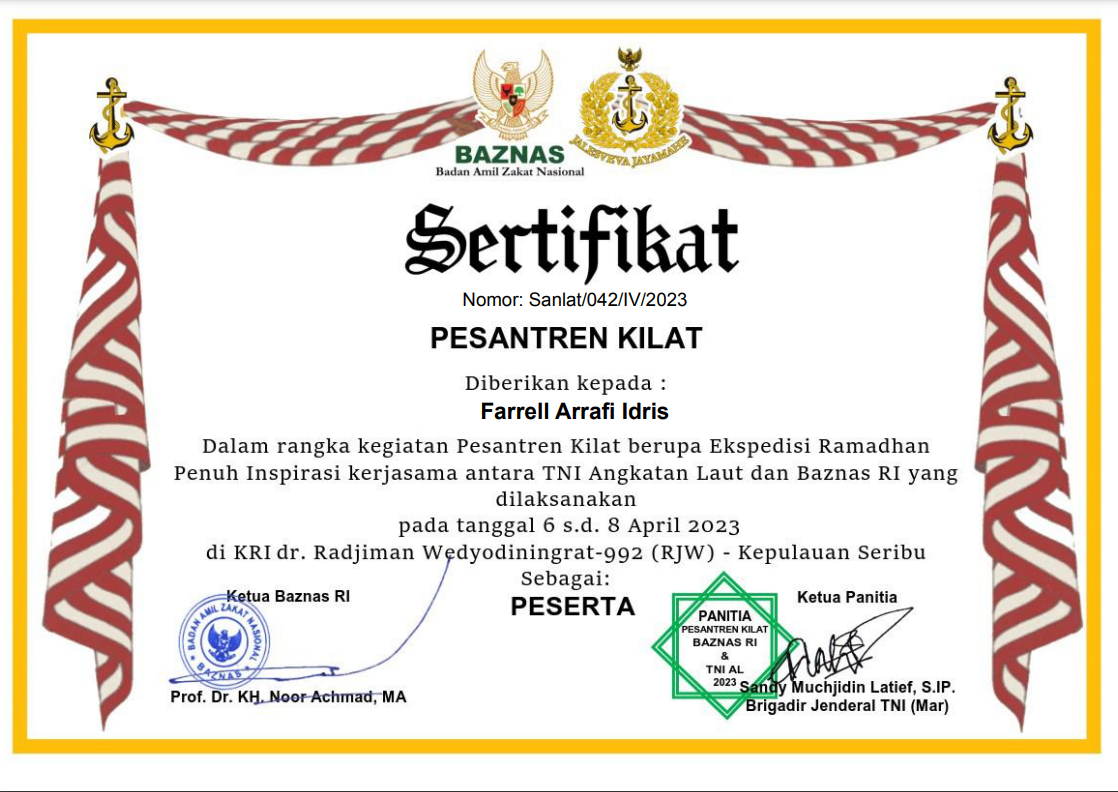 BAZNAS
Badan Amil Zakat Nasional
JALESVEVA JAYAMAHE
Sertifikat
Nomor: Sanlat/042/IV/2023
PESANTREN KILAT
Diberikan kepada :
Farrell Arrafi Idris
Dalam rangka kegiatan Pesantren Kilat berupa Ekspedisi Ramadhan
Penuh Inspirasi kerjasama antara TNI Angkatan Laut dan Baznas RI yang
dilaksanakan
pada tanggal 6 s.d. 8 April 2023
di KRI dr. Radjiman Wedyodiningrat-992 (RJW) - Kepulauan Seribu
Sebagai:
PESERTA
Ketua Baznas RI
BADAN AMIL ZAKAT NASIONAL
BAZNAS
Prof. Dr. KH. Noor Achmad, MA
Ketua Panitia
PANITIA
PESANTREN KILAT
BAZNAS RI
&
TNI AL
2023
Sandy Muchjidin Latief, S.IP.
Brigadir Jenderal TNI (Mar)